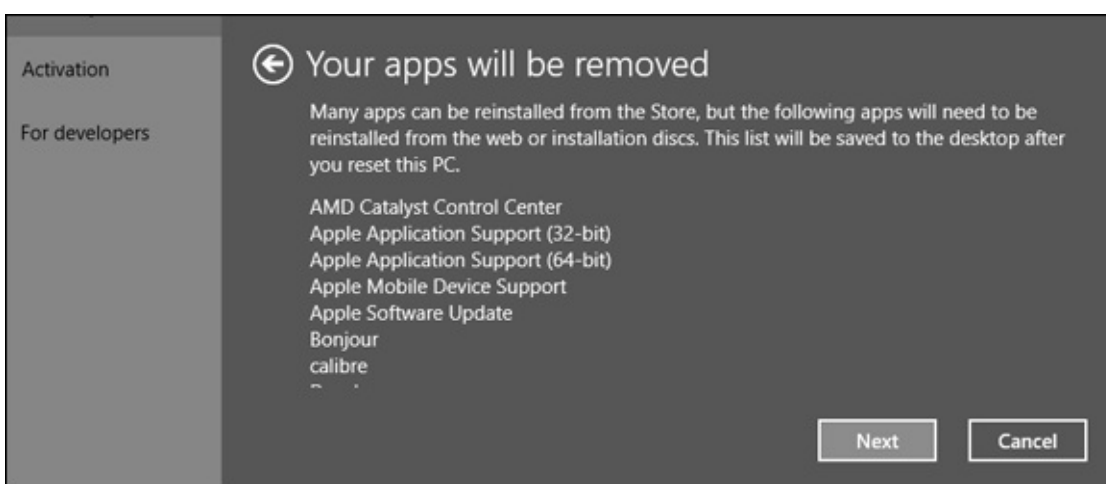 Activation
For developers
Your apps will be removed
Many apps can be reinstalled from the Store, but the following apps will need to be
reinstalled from the web or installation discs. This list will be saved to the desktop after
you reset this PC.
AMD Catalyst Control Center
Apple Application Support (32-bit)
Apple Application Support (64-bit)
Apple Mobile Device Support
Apple Software Update
Bonjour
calibre
Next
Cancel